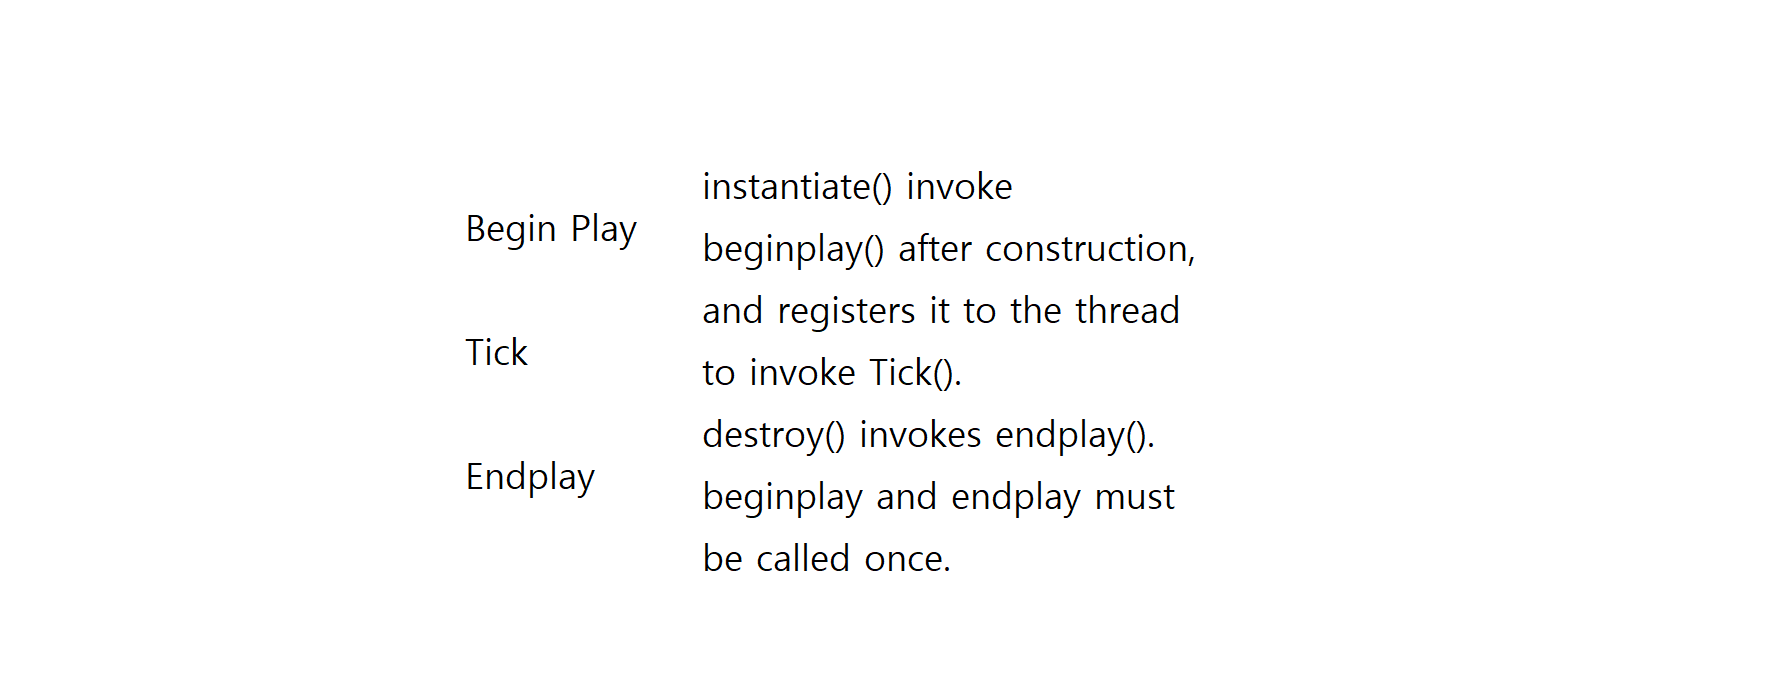 Begin Play
Tick
Endplay
instantiate() invoke
beginplay() after construction,
and registers it to the thread
to invoke Tick().
destroy() invokes endplay().
beginplay and endplay must
be called once.